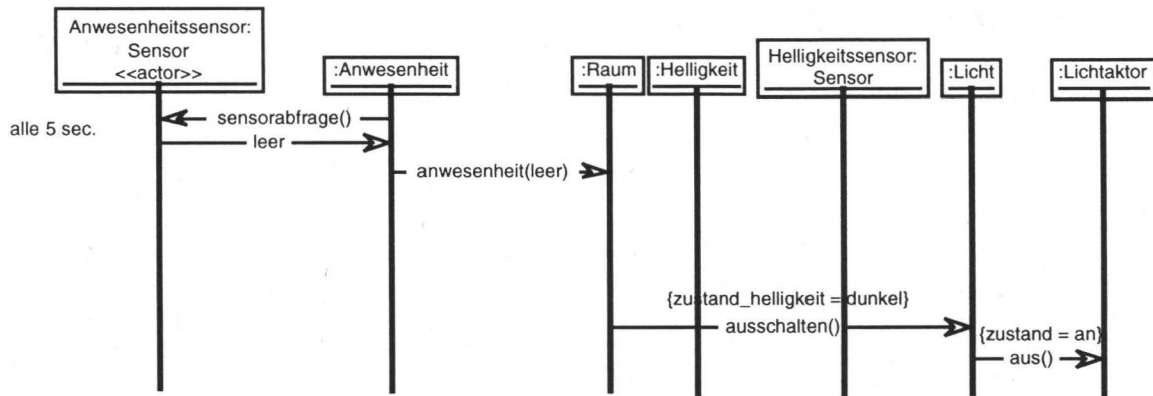 Anwesenheitssensor:
Sensor
<<actor>>
:Anwesenheit
:Raum
:Helligkeit
Helligkeitssensor:
Sensor
:Licht
:Lichtaktor
alle 5 sec.
sensorabfrage()
leer
anwesenheit(leer)
{zustand_helligkeit = dunkel}
ausschalten()
{zustand = an}
aus()